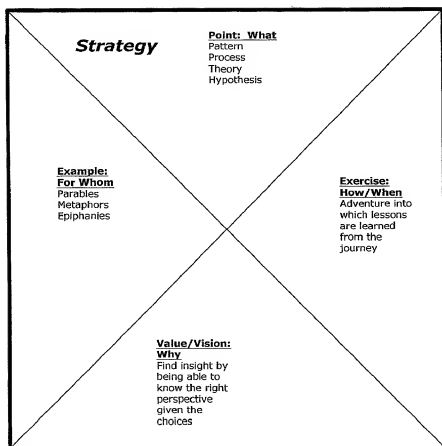 Strategy
Point: What
Pattern
Process
Theory
Hypothesis
Example:
For Whom
Parables
Metaphors
Epiphanies
Exercise:
How/When
Adventure into
which lessons
are learned
from the
journey
Value/Vision:
Why
Find insight by
being able to
know the right
perspective
given the
choices